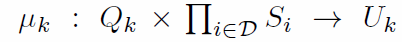 μ_k : Q_k × ∏_{i∈𝒟} S_i → U_k